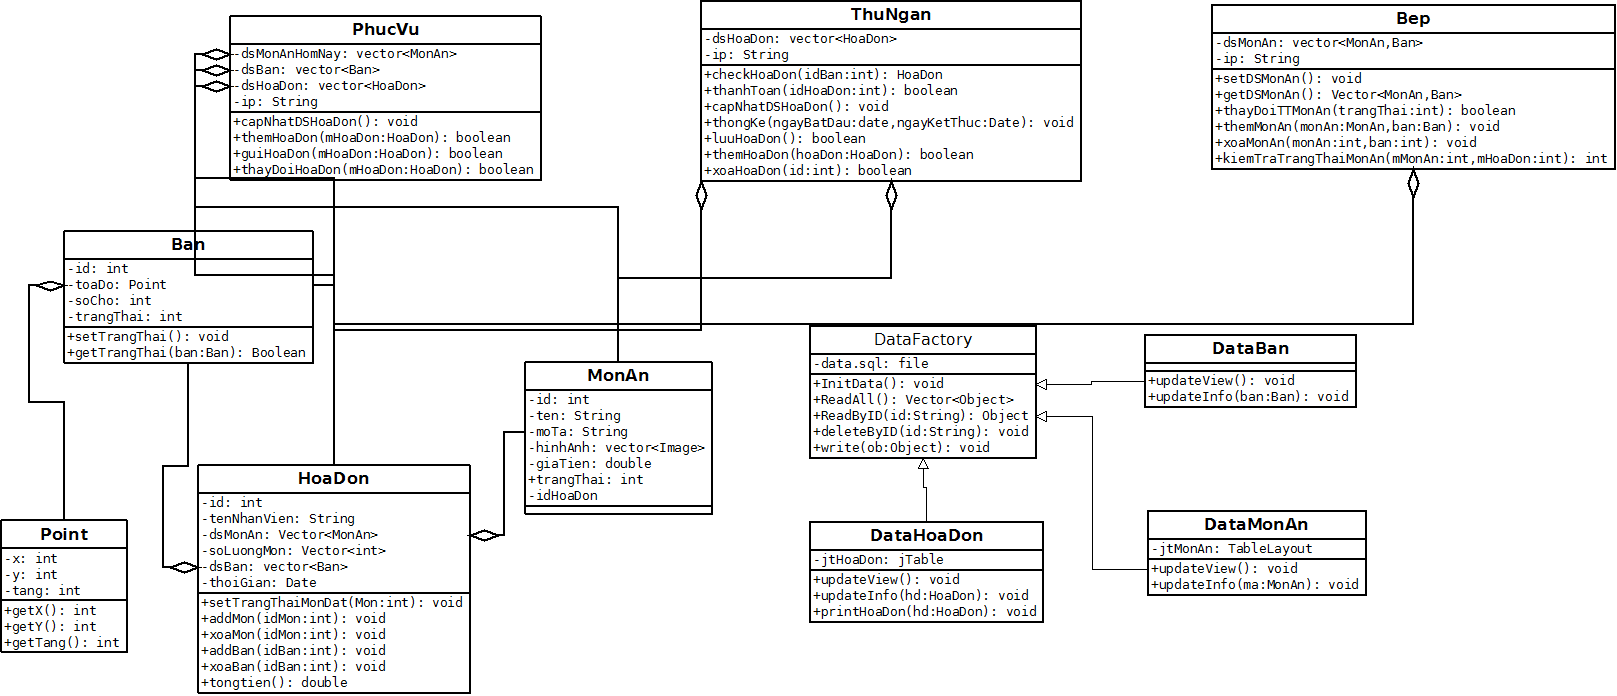 PhucVu
-dsMonAnHomNay: vector<MonAn>
-dsBan: vector<Ban>
-dsHoaDon: vector<HoaDon>
-ip: String
+capNhatDSHoaDon(): void
+themHoaDon(mHoaDon:HoaDon): boolean
+guiHoaDon(mHoaDon:HoaDon): boolean
+thayDoiHoaDon(mHoaDon:HoaDon): boolean
ThuNgan
-dsHoaDon: vector<HoaDon>
-ip: String
+checkHoaDon(idBan:int): HoaDon
+thanhToan(idHoaDon:int): boolean
+capNhatDSHoaDon(): void
+thongKe(ngayBatDau:date,ngayKetThuc:Date): void
+luuHoaDon(): boolean
+themHoaDon(hoaDon:HoaDon): boolean
+xoaHoaDon(id:int): boolean
Bep
-dsMonAn: vector<MonAn,Ban>
-ip: String
+setDSMonAn(): void
+getDSMonAn(): Vector<MonAn,Ban>
+thayDoiTTMonAn(trangThai:int): boolean
+themMonAn(monAn:MonAn,ban:Ban): void
+xoaMonAn(monAn:int,ban:int): void
+kiemTraTrangThaiMonAn(mMonAn:int,mHoaDon:int): int
Ban
-id: int
-toaDo: Point
-soCho: int
-trangThai: int
+setTrangThai(): void
+getTrangThai(ban:Ban): Boolean
MonAn
-id: int
-ten: String
-moTa: String
-hinhAnh: vector<Image>
-giaTien: double
+trangThai: int
-idHoaDon
DataFactory
-data.sql: file
+InitData(): void
+ReadAll(): Vector<Object>
+ReadByID(id:String): Object
+deleteByID(id:String): void
+write(ob:Object): void
DataBan
+updateView(): void
+updateInfo(ban:Ban): void
Point
-x: int
-y: int
-tang: int
+getX(): int
+getY(): int
+getTang(): int
HoaDon
-id: int
-tenNhanVien: String
-dsMonAn: Vector<MonAn>
-soLuongMon: Vector<int>
-dsBan: vector<Ban>
-thoiGian: Date
+setTrangThaiMonDat(Mon:int): void
+addMon(idMon:int): void
+xoaMon(idMon:int): void
+addBan(idBan:int): void
+xoaBan(idBan:int): void
+tongtien(): double
DataHoaDon
-jtHoaDon: jTable
+updateView(): void
+updateInfo(hd:HoaDon): void
+printHoaDon(hd:HoaDon): void
DataMonAn
-jtMonAn: TableLayout
+updateView(): void
+updateInfo(ma:MonAn): void